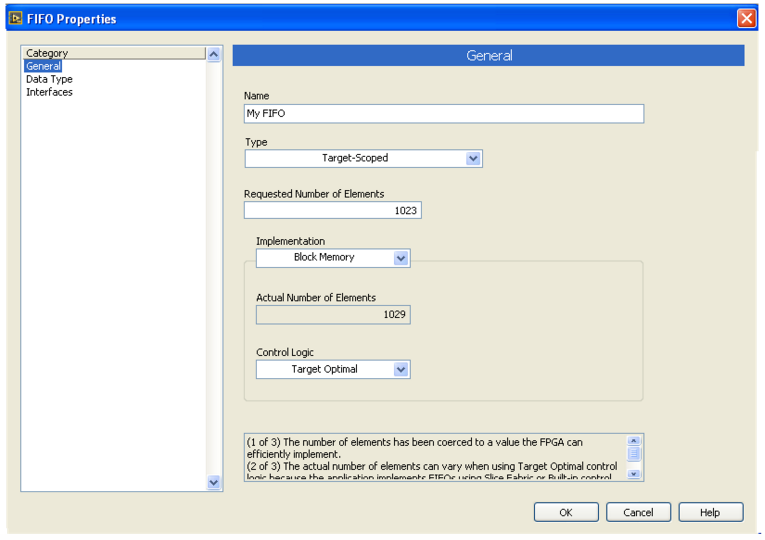 FIFO Properties
Category
General
Data Type
Interfaces
General
Name
My FIFO
Type
Target-Scoped
Requested Number of Elements
1023
Implementation
Block Memory
Actual Number of Elements
1029
Control Logic
Target Optimal
(1 of 3) The number of elements has been coerced to a value the FPGA can
efficiently implement.
(2 of 3) The actual number of elements can vary when using Target Optimal control
logic because the application implements FIFOs using Slice Fabric or Built-in control
OK
Cancel
Help